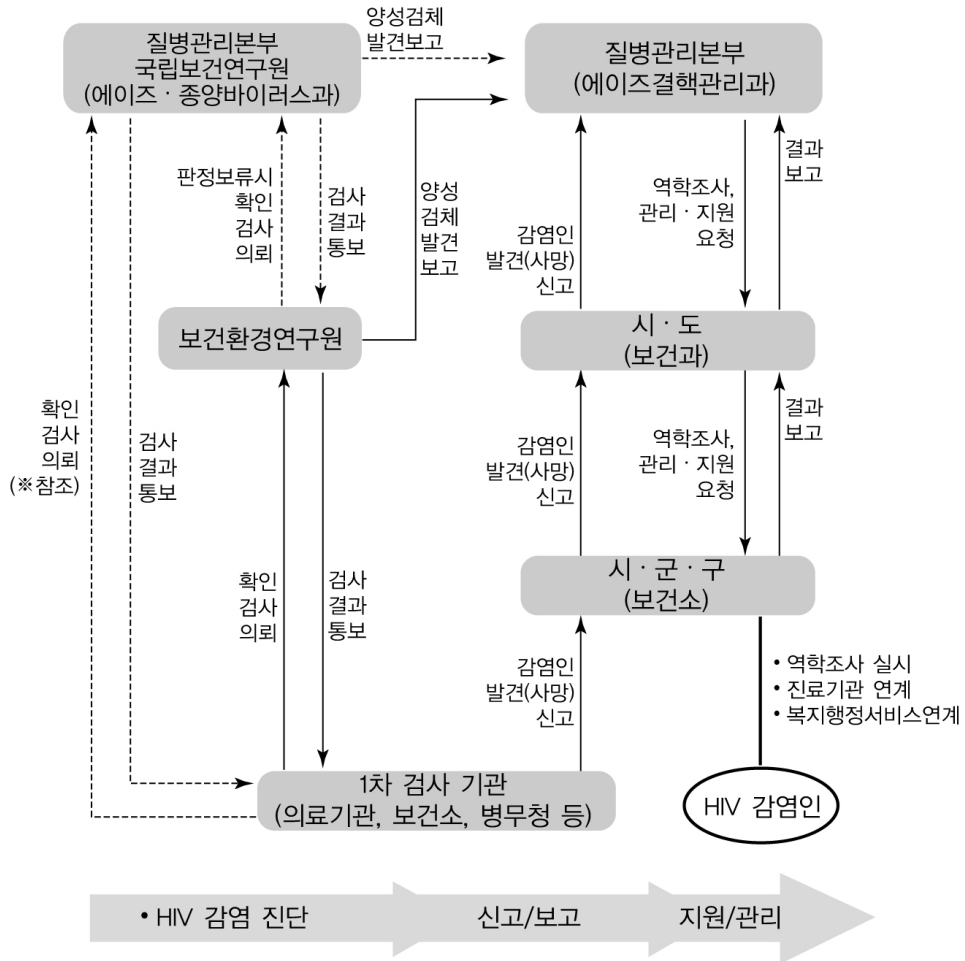 질병관리본부
국립보건연구원
(에이즈 · 종양바이러스과)
양성검체
발견보고
질병관리본부
(에이즈결핵관리과)
판정보류시
확인
검사
의뢰
검사
결과
통보
양성
검체
발견
보고
감염인
발견(사망)
신고
역학조사,
관리 · 지원
요청
결과
보고
보건환경연구원
시 · 도
(보건과)
확인
검사
의뢰
(※참조)
검사
결과
통보
감염인
발견(사망)
신고
역학조사,
관리 · 지원
요청
결과
보고
확인
검사
의뢰
검사
결과
통보
시 · 군 · 구
(보건소)
감염인
발견(사망)
신고
• 역학조사 실시
• 진료기관 연계
• 복지행정서비스연계
1차 검사 기관
(의료기관, 보건소, 병무청 등)
HIV 감염인
• HIV 감염 진단
신고/보고
지원/관리